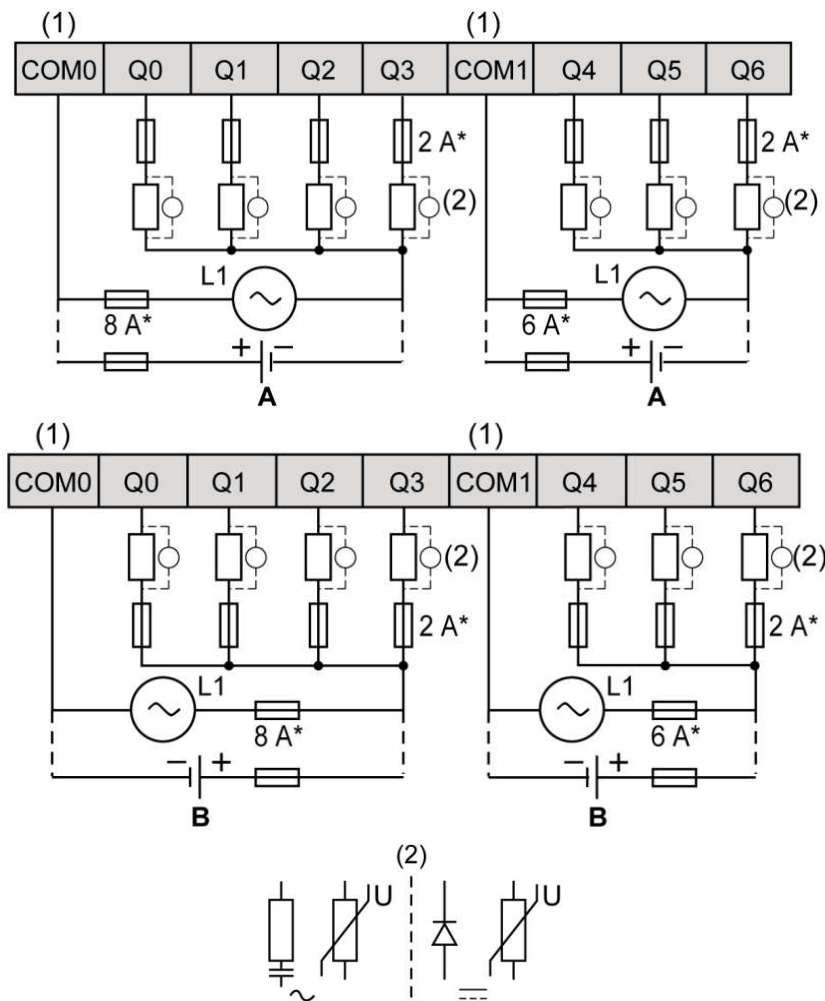 (1) (1)
COM0 Q0 Q1 Q2 Q3 COM1 Q4 Q5 Q6
2 A* 2 A*
(2) (2)
L1 L1
8 A* 6 A*
+ − + −
A A
(1) (1)
COM0 Q0 Q1 Q2 Q3 COM1 Q4 Q5 Q6
(2) (2)
2 A* 2 A*
L1 L1
8 A* 6 A*
− + − +
B B
(2)
U U